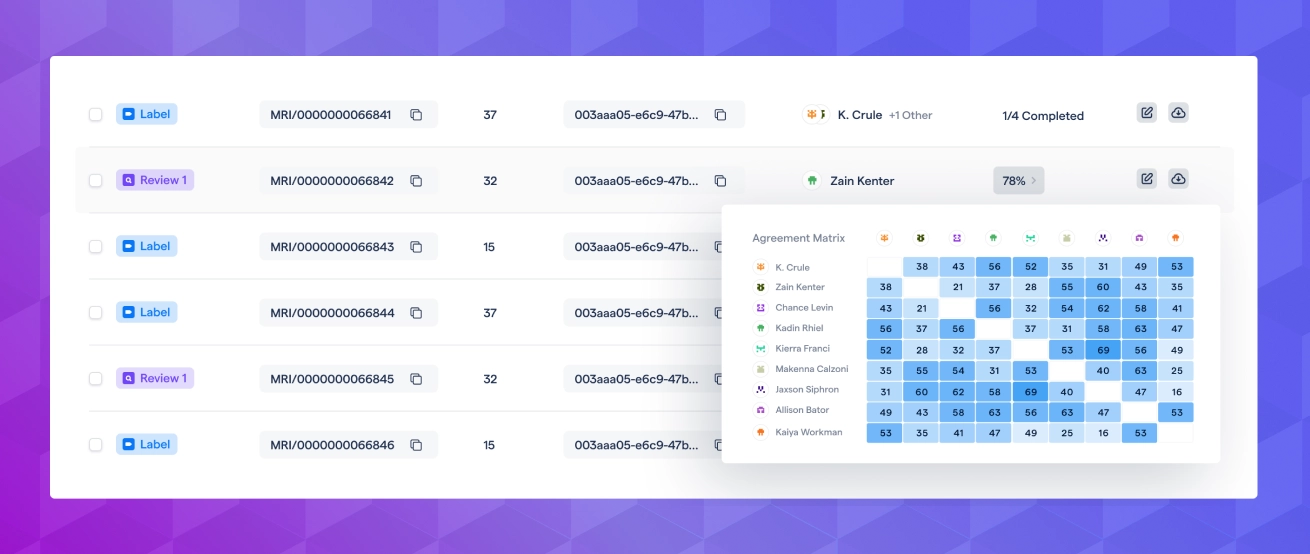 Label MRI/0000000066841 37 003aaa05-e6c9-47b... K. Crule +1 Other 1/4 Completed
Review 1 MRI/0000000066842 32 003aaa05-e6c9-47b... Zain Kenter 78%
Label MRI/0000000066843 15 003aaa05-e6c9-47b...
Label MRI/0000000066844 37 003aaa05-e6c9-47b...
Review 1 MRI/0000000066845 32 003aaa05-e6c9-47b...
Label MRI/0000000066846 15 003aaa05-e6c9-47b...
Agreement Matrix
K. Crule 38 43 56 52 35 31 49 53
Zain Kenter 38 21 37 28 55 60 43 35
Chance Levin 43 21 56 32 54 62 58 41
Kadin Rhiel 56 37 56 37 31 58 63 47
Kierra Franci 52 28 32 37 53 69 56 49
Makenna Calzoni 35 55 54 31 53 40 63 25
Jaxson Siphron 31 60 62 58 69 40 47 16
Allison Bator 49 43 58 63 56 63 47 53
Kaiya Workman 53 35 41 47 49 25 16 53